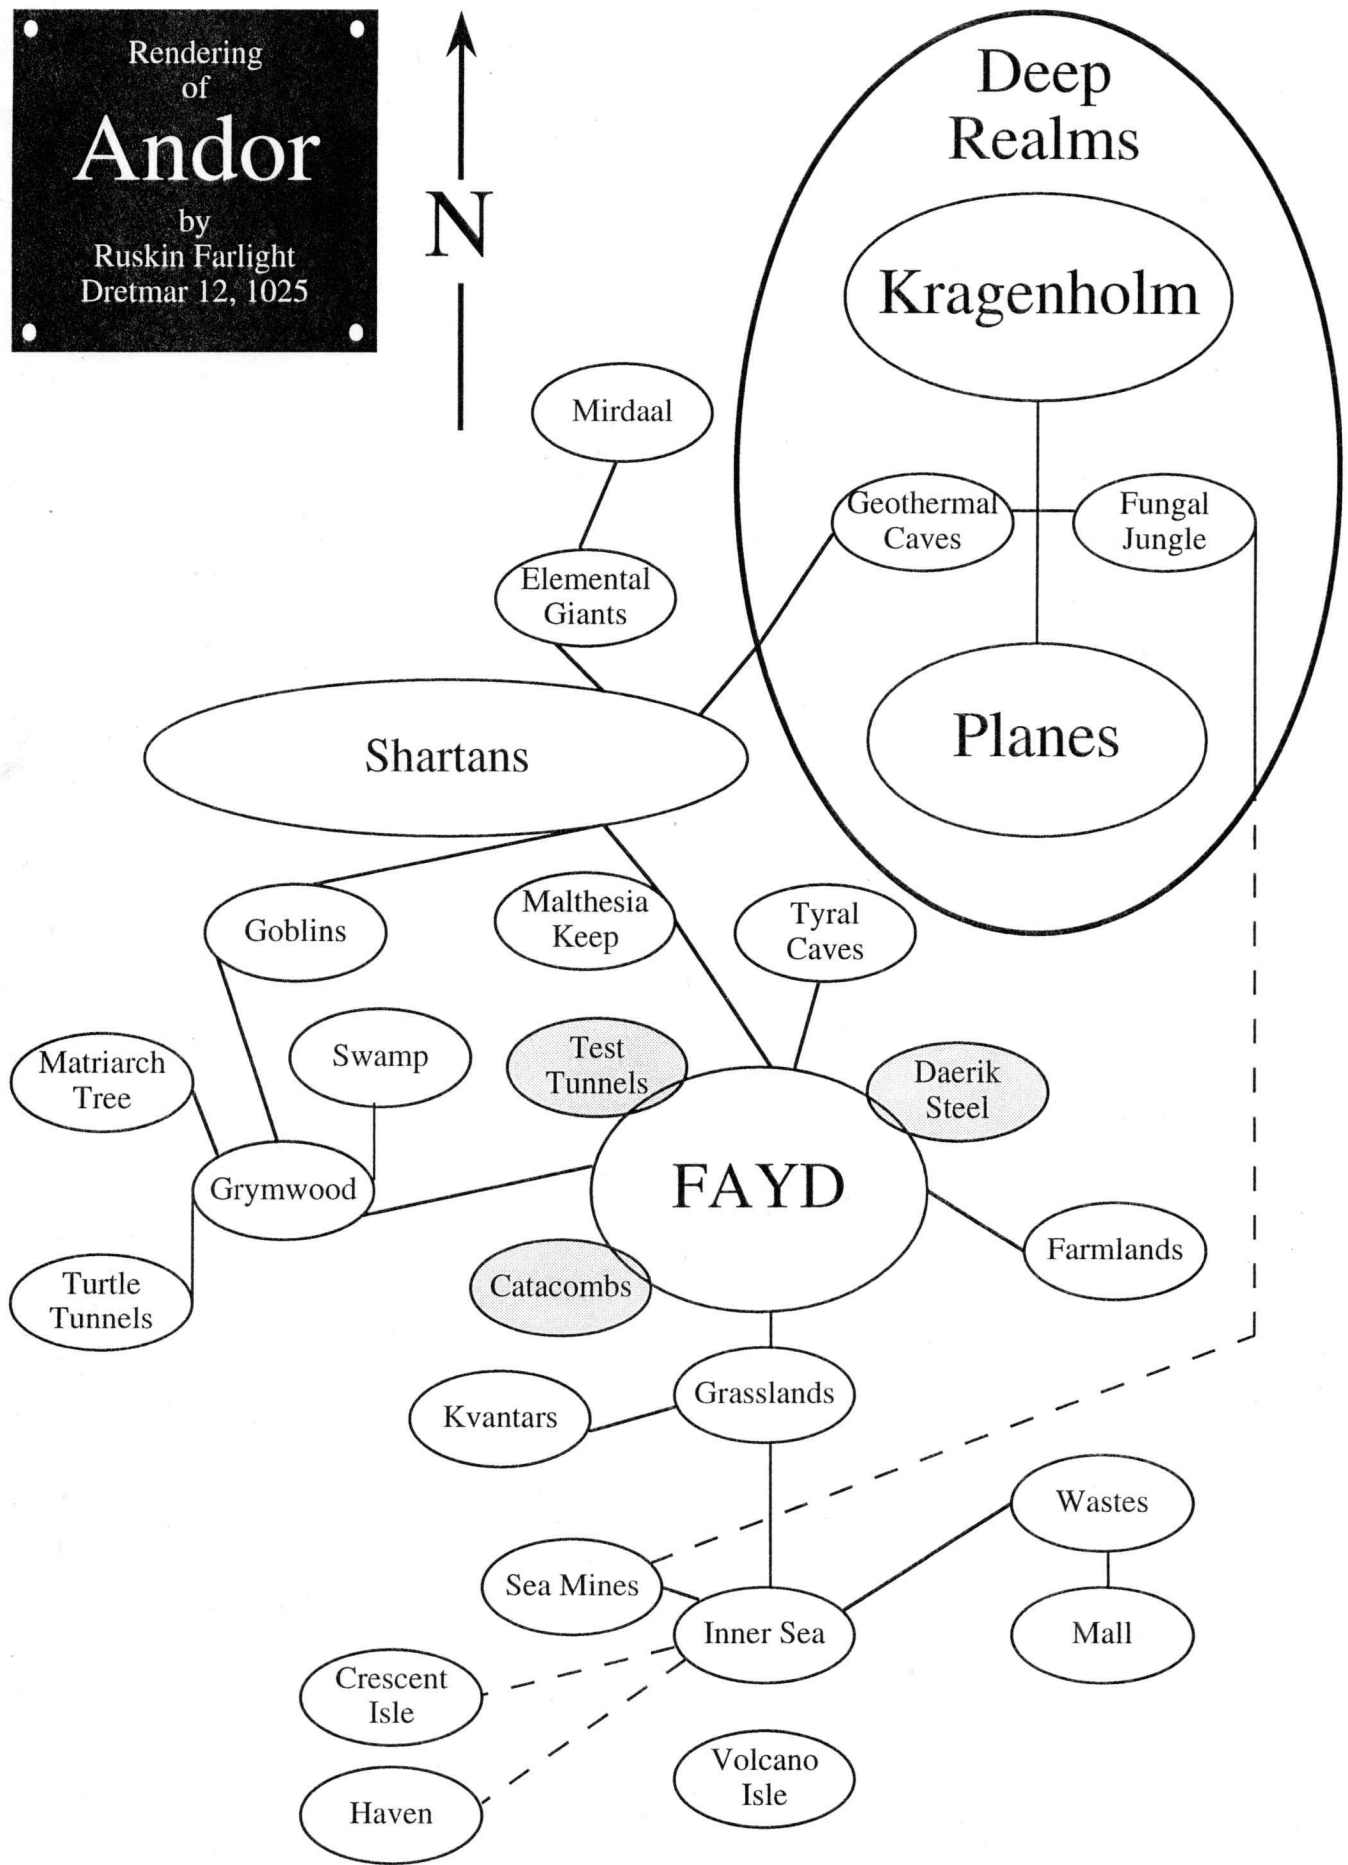 Rendering
of
Andor
by
Ruskin Farlight
Dretmar 12, 1025
N
Deep
Realms
Kragenholm
Mirdaal
Geothermal
Caves
Fungal
Jungle
Elemental
Giants
Shartans
Planes
Goblins
Malthesia
Keep
Tyral
Caves
Matriarch
Tree
Swamp
Test
Tunnels
Daerik
Steel
Grymwood
FAYD
Turtle
Tunnels
Catacombs
Farmlands
Kvantars
Grasslands
Wastes
Sea Mines
Inner Sea
Mall
Crescent
Isle
Volcano
Isle
Haven